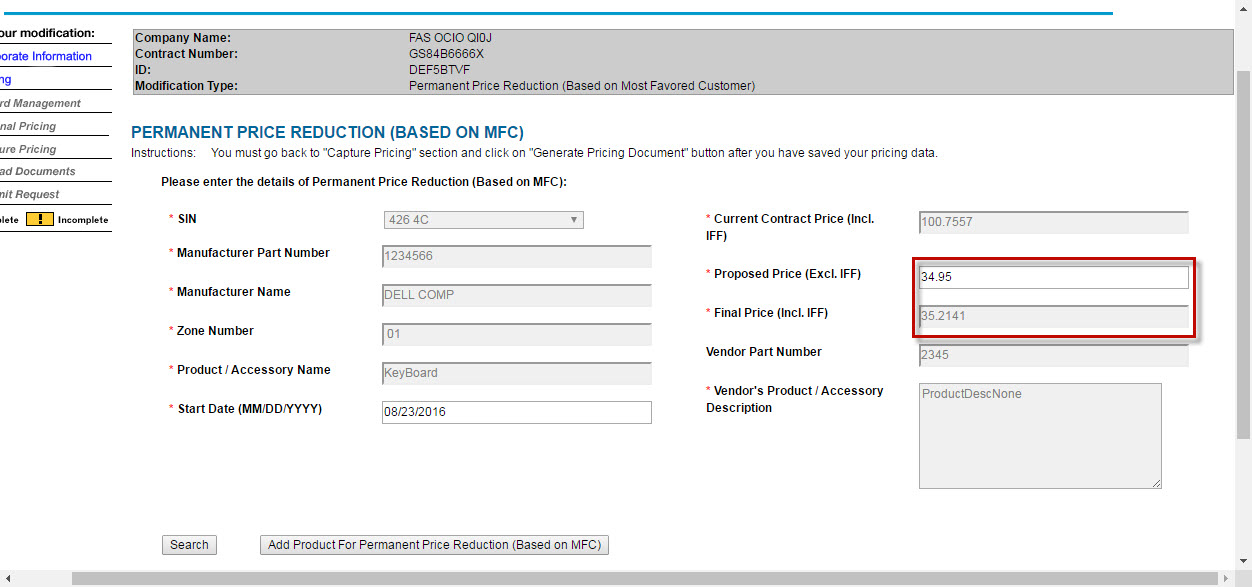 our modification:
orate Information
ng
rd Management
nal Pricing
ure Pricing
ad Documents
mit Request
lete ! Incomplete
Company Name: FAS OCIO QI0J
Contract Number: GS84B6666X
ID: DEF5BTVF
Modification Type: Permanent Price Reduction (Based on Most Favored Customer)
PERMANENT PRICE REDUCTION (BASED ON MFC)
Instructions: You must go back to "Capture Pricing" section and click on "Generate Pricing Document" button after you have saved your pricing data.
Please enter the details of Permanent Price Reduction (Based on MFC):
* SIN 426 4C
* Manufacturer Part Number 1234566
* Manufacturer Name DELL COMP
* Zone Number 01
* Product / Accessory Name KeyBoard
* Start Date (MM/DD/YYYY) 08/23/2016
* Current Contract Price (Incl. 100.7557
IFF)
* Proposed Price (Excl. IFF) 34.95
* Final Price (Incl. IFF) 35.2141
Vendor Part Number 2345
* Vendor's Product / Accessory ProductDescNone
Description
Search Add Product For Permanent Price Reduction (Based on MFC)